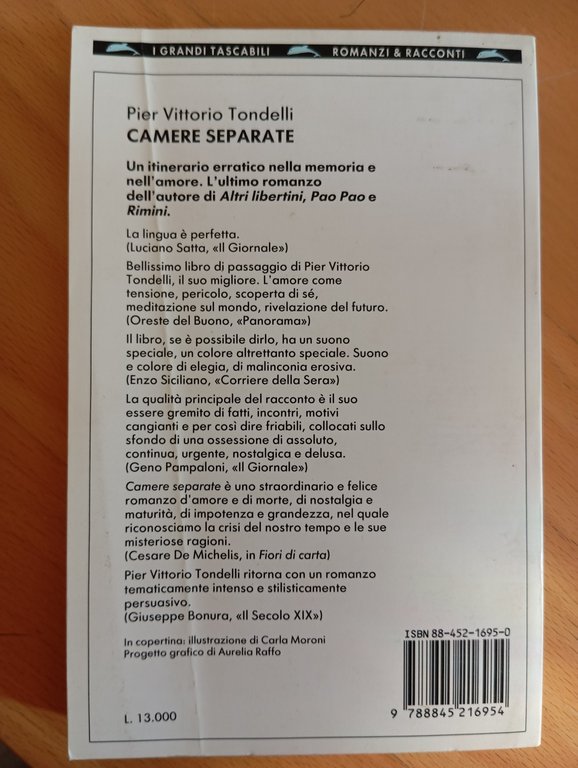 I GRANDI TASCABILI ROMANZI & RACCONTI
Pier Vittorio Tondelli
CAMERE SEPARATE
Un itinerario erratico nella memoria e
nell'amore. L'ultimo romanzo
dell'autore di Altri libertini, Pao Pao e
Rimini.
La lingua è perfetta.
(Luciano Satta, «Il Giornale»)
Bellissimo libro di passaggio di Pier Vittorio
Tondelli, il suo migliore. L'amore come
tensione, pericolo, scoperta di sé,
meditazione sul mondo, rivelazione del futuro.
(Oreste del Buono, «Panorama»)
Il libro, se è possibile dirlo, ha un suono
speciale, un colore altrettanto speciale. Suono
e colore di elegia, di malinconia erosiva.
(Enzo Siciliano, «Corriere della Sera»)
La qualità principale del racconto è il suo
essere gremito di fatti, incontri, motivi
cangianti e per così dire friabili, collocati sullo
sfondo di una ossessione di assoluto,
continua, urgente, nostalgica e delusa.
(Geno Pampaloni, «Il Giornale»)
Camere separate è uno straordinario e felice
romanzo d'amore e di morte, di nostalgia e
maturità, di impotenza e grandezza, nel quale
riconosciamo la crisi del nostro tempo e le sue
misteriose ragioni.
(Cesare De Michelis, in Fiori di carta)
Pier Vittorio Tondelli ritorna con un romanzo
tematicamente intenso e stilisticamente
persuasivo.
(Giuseppe Bonura, «Il Secolo XIX»)
In copertina: illustrazione di Carla Moroni
Progetto grafico di Aurelia Raffo
ISBN 88-452-1695-0
9 788845 216954
L. 13.000